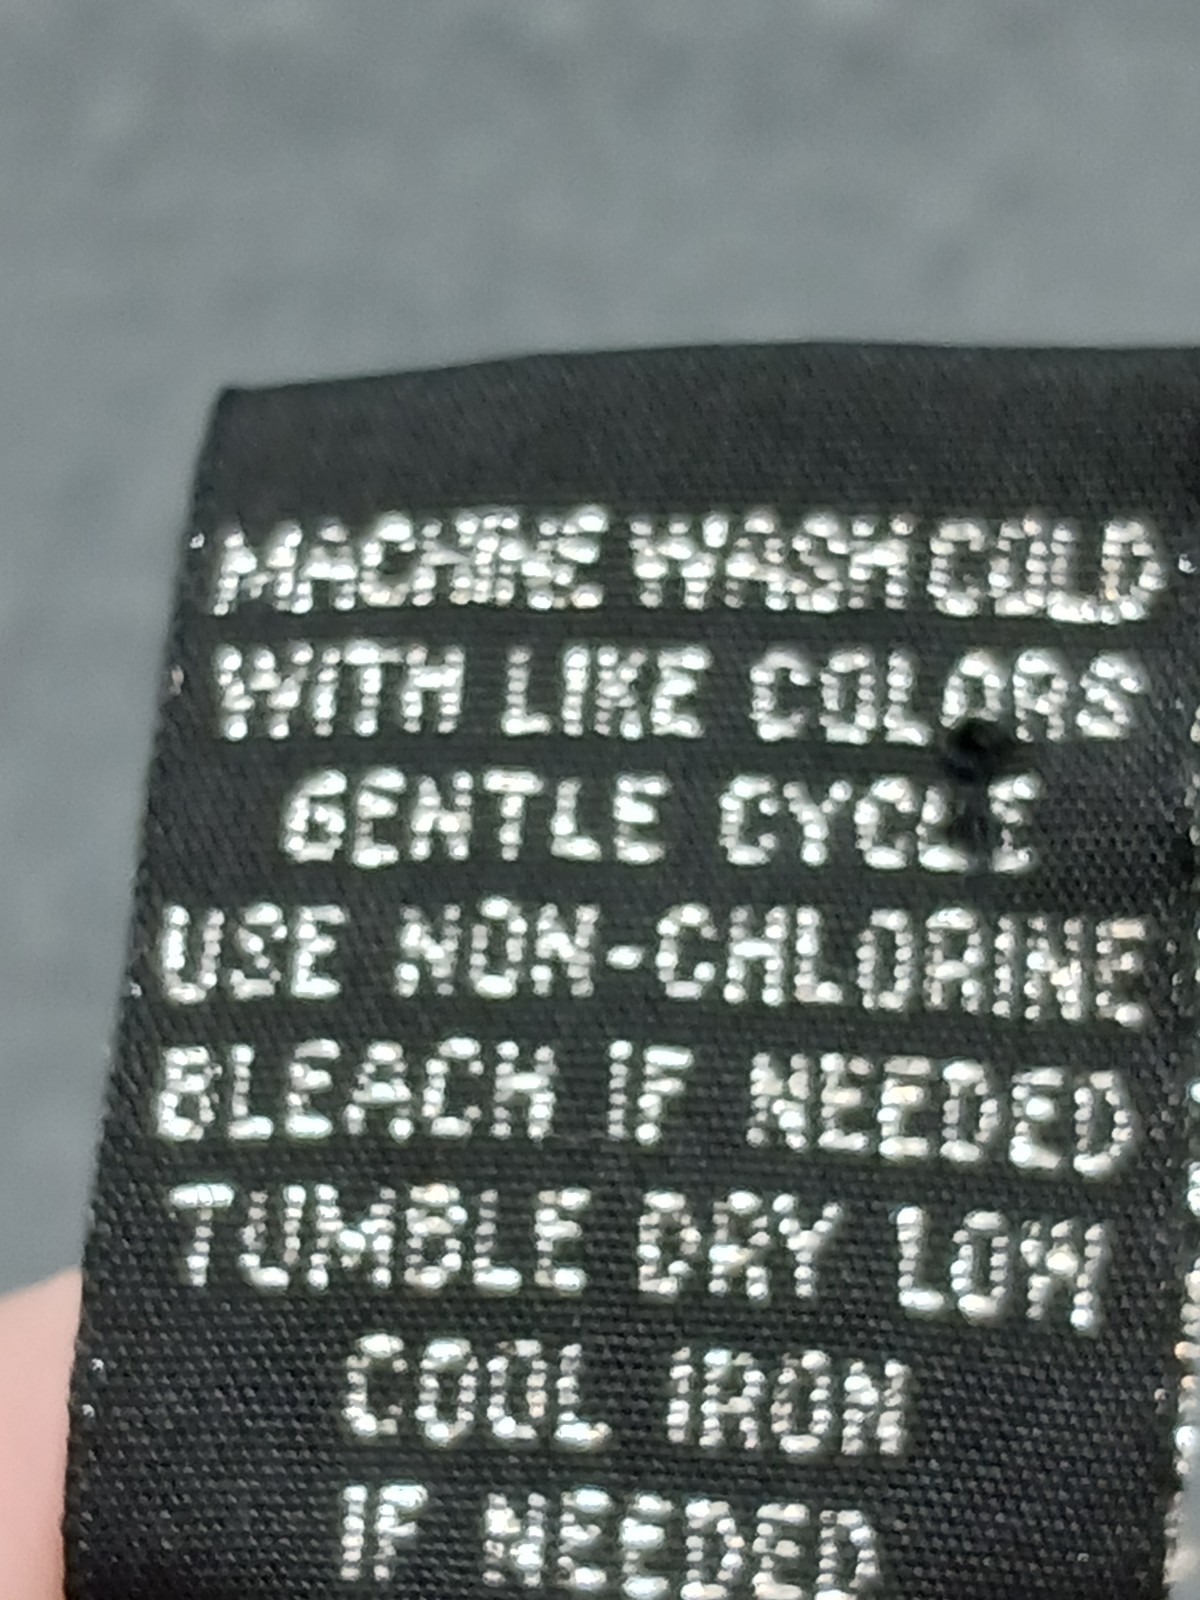 MACHINE WASH COLD
WITH LIKE COLORS
GENTLE CYCLE
USE NON-CHLORINE
BLEACH IF NEEDED
TUMBLE DRY LOW
COOL IRON
IF NEEDED